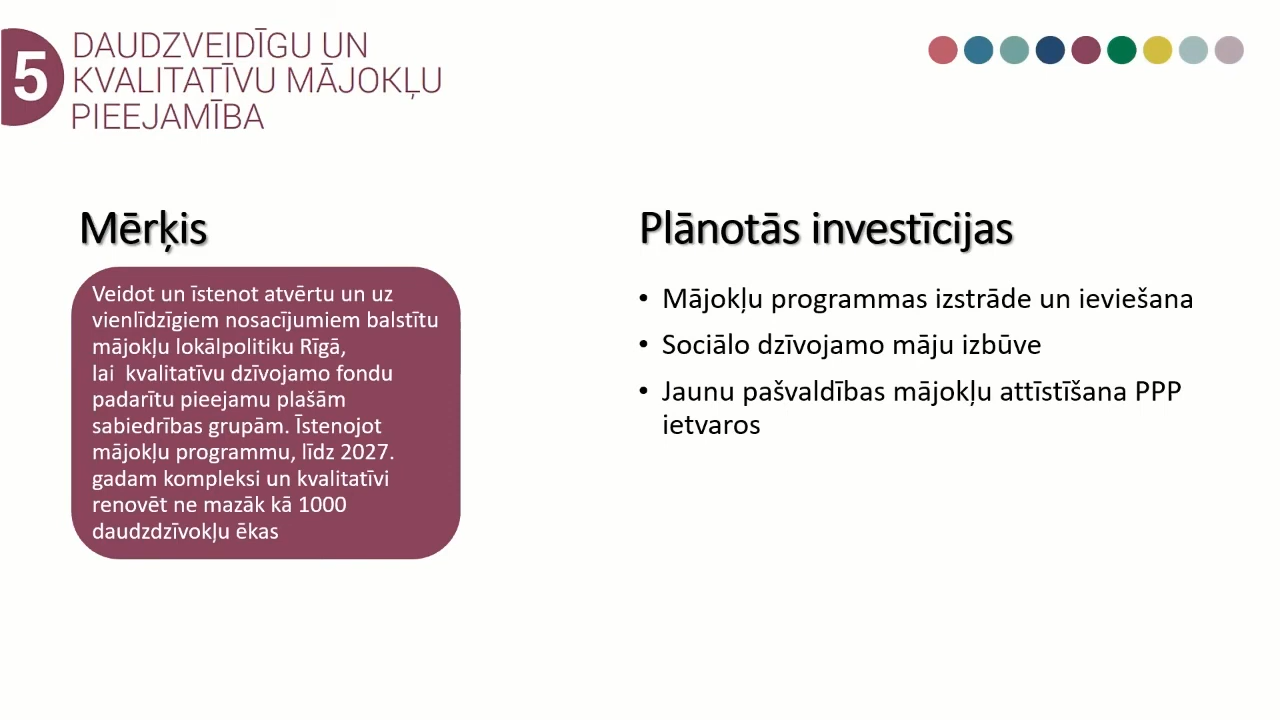 5
DAUDZVEIDĪGU UN
KVALITATĪVU MĀJOKĻU
PIEEJAMĪBA
Mērķis
Veidot un īstenot atvērtu un uz
vienlīdzīgiem nosacījumiem balstītu
mājokļu lokālpolitiku Rīgā,
lai  kvalitatīvu dzīvojamo fondu
padarītu pieejamu plašām
sabiedrības grupām. Īstenojot
mājokļu programmu, līdz 2027.
gadam kompleksi un kvalitatīvi
renovēt ne mazāk kā 1000
daudzdzīvokļu ēkas
Plānotās investīcijas
• Mājokļu programmas izstrāde un ieviešana
• Sociālo dzīvojamo māju izbūve
• Jaunu pašvaldības mājokļu attīstīšana PPP
ietvaros